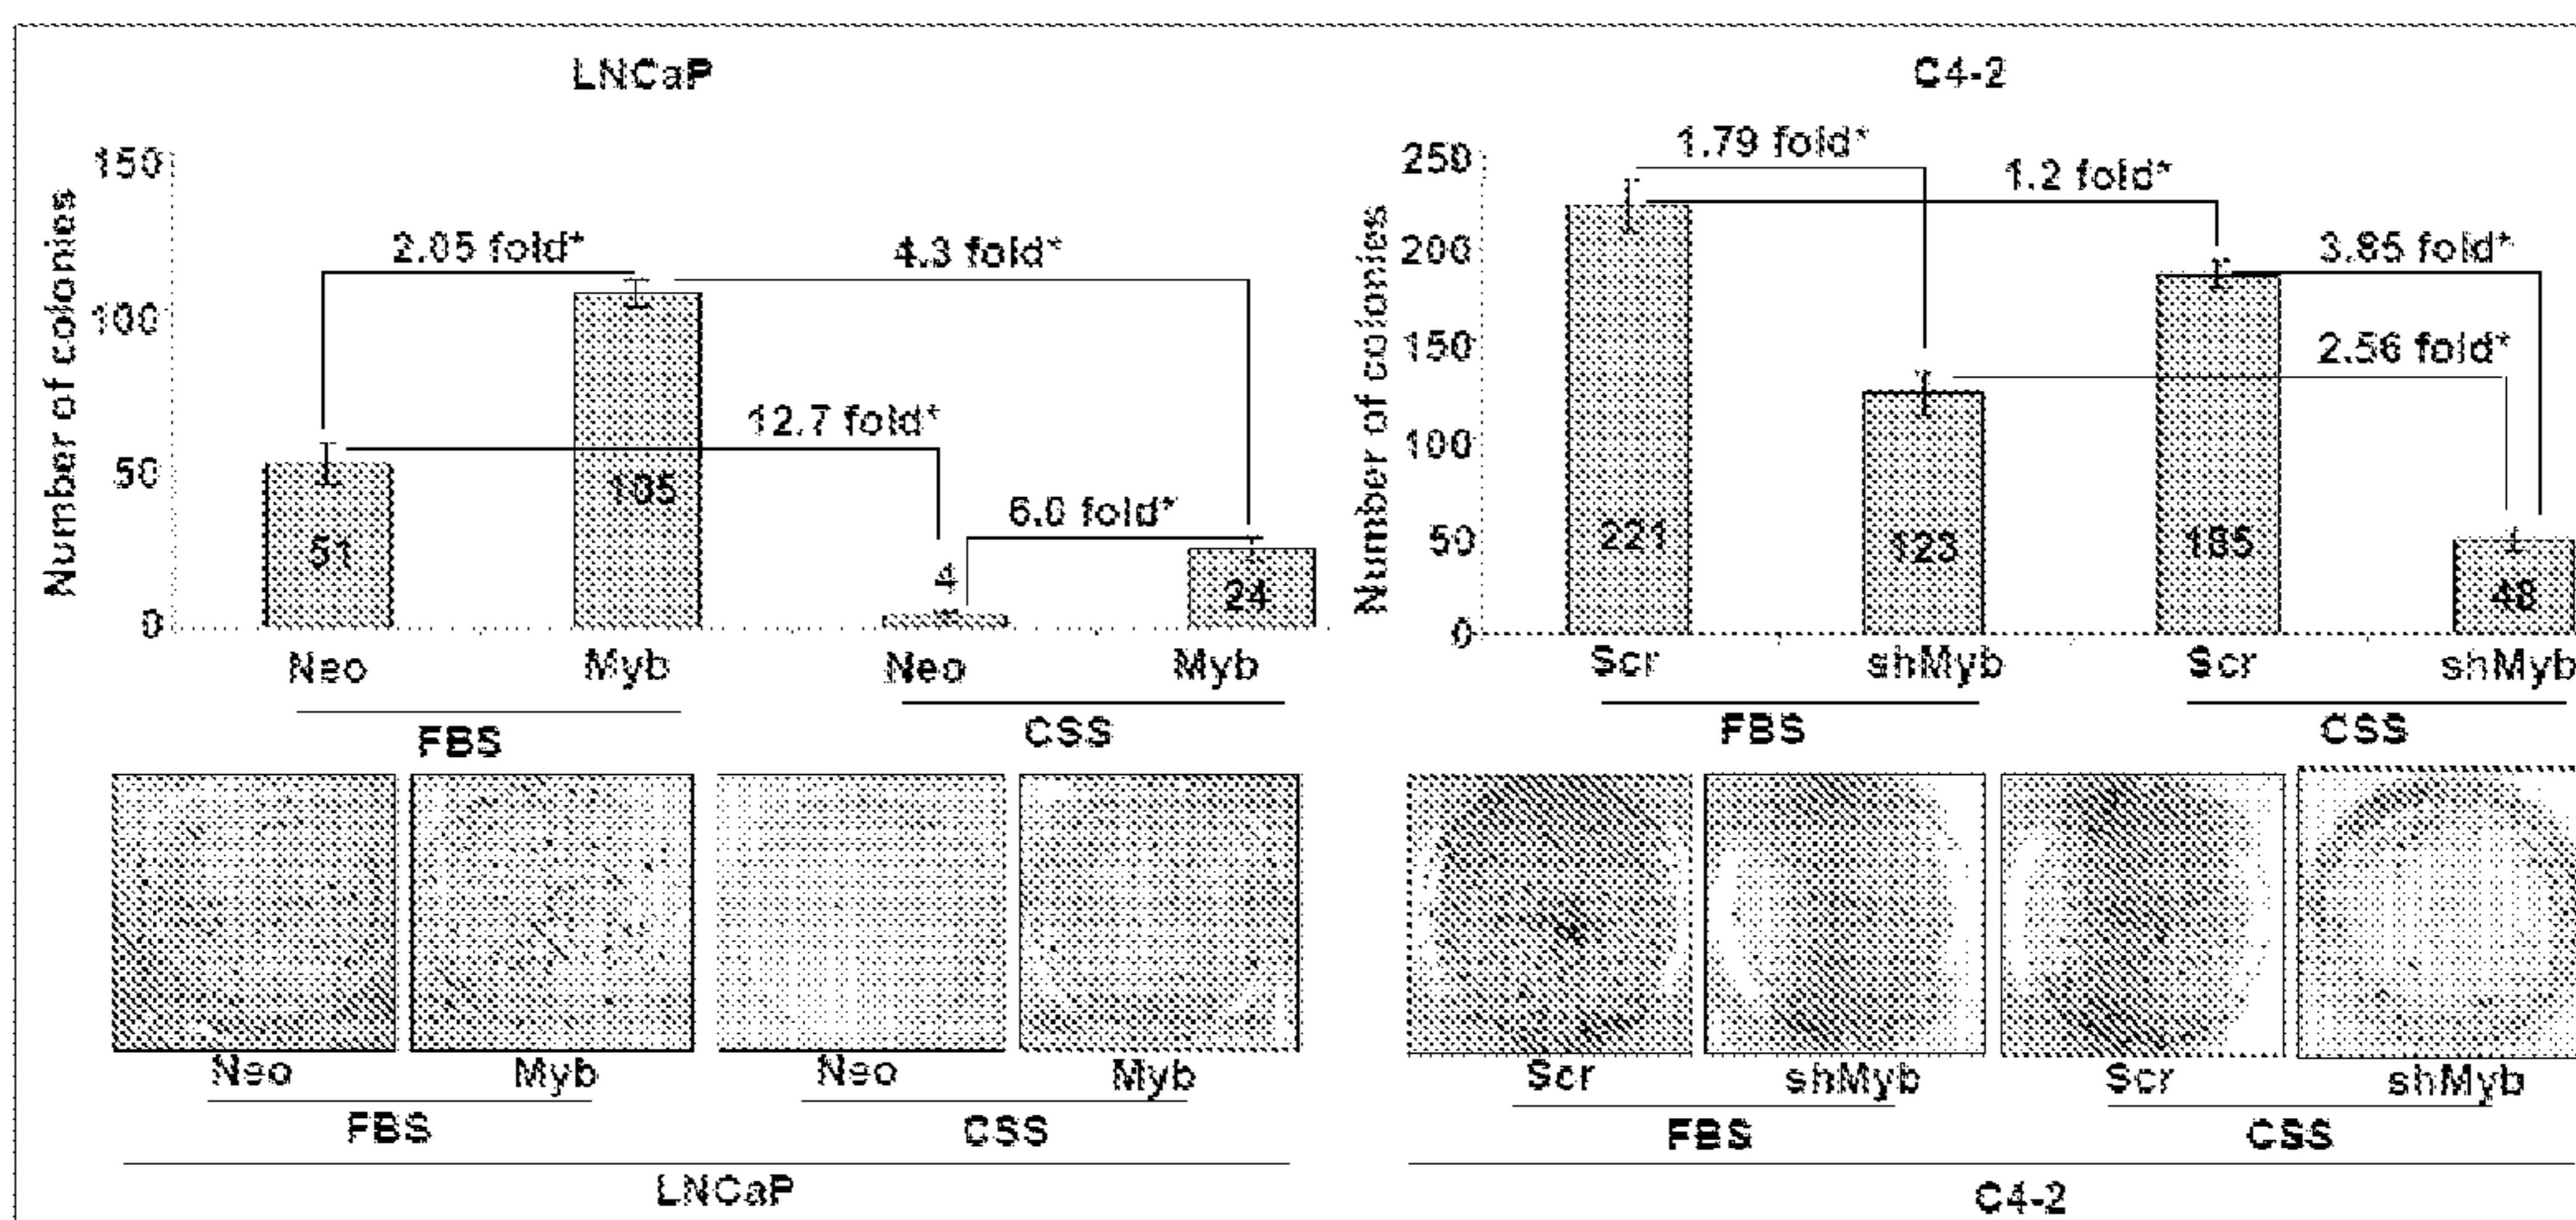 LNCaP
150
100
50
0
Number of colonies
2.05 fold*
4.3 fold*
12.7 fold*
6.0 fold*
51
105
4
24
Neo Myb Neo Myb
FBS CSS
Neo Myb Neo Myb
FBS CSS
LNCaP
C4-2
250
200
150
100
50
0
Number of colonies
1.79 fold*
1.2 fold*
3.85 fold*
2.56 fold*
221
123
185
48
Scr shMyb Scr shMyb
FBS CSS
Scr shMyb Scr shMyb
FBS CSS
C4-2